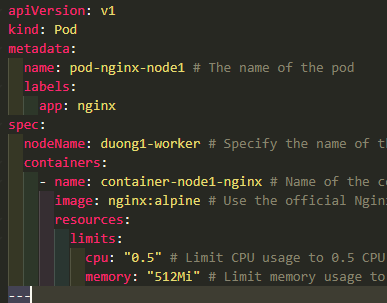 apiVersion: v1
kind: Pod
metadata:
  name: pod-nginx-node1 # The name of the pod
  labels:
    app: nginx
spec:
  nodeName: duong1-worker # Specify the name of
  containers:
    - name: container-node1-nginx # Name of the
      image: nginx:alpine # Use the official
      resources:
        limits:
          cpu: "0.5" # Limit CPU usage to 0.5 CPU
          memory: "512Mi" # Limit memory usage to
---